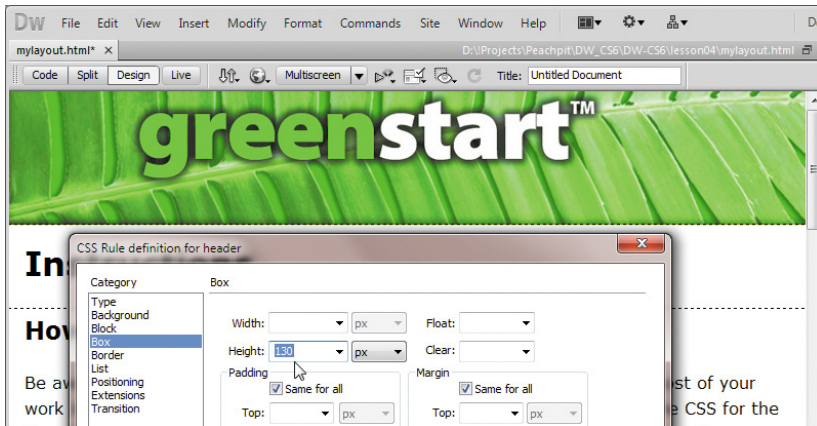 DW File Edit View Insert Modify Format Commands Site Window Help
mylayout.html* × D:\!Projects\Peachpit\DW_CS6\DW-CS6\lesson04\mylayout.html
Code Split Design Live Multiscreen Title: Untitled Document
greenstart™
CSS Rule definition for header
Category Box
Type
Background
Block
Box
Border
List
Positioning
Extensions
Transition
Width: px Float:
Height: 130 px Clear:
Padding Margin
Same for all Same for all
Top: px Top: px
Be
st of your
work
CSS for the